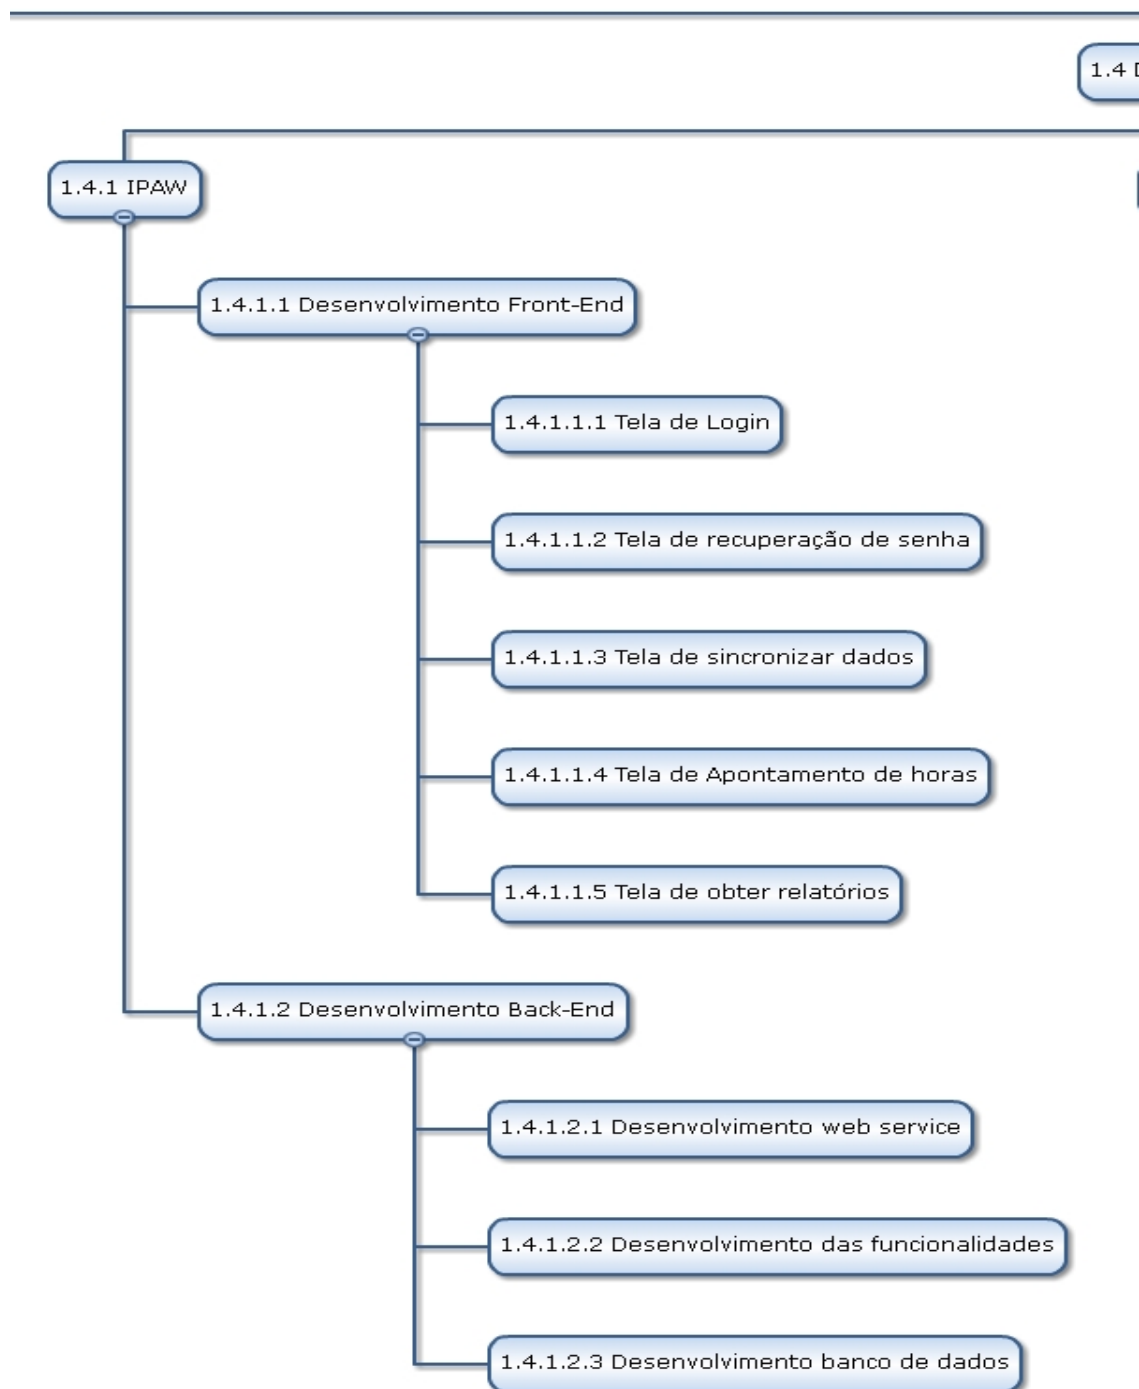 1.4 D
1.4.1 IPAW
1.4.1.1 Desenvolvimento Front-End
1.4.1.1.1 Tela de Login
1.4.1.1.2 Tela de recuperação de senha
1.4.1.1.3 Tela de sincronizar dados
1.4.1.1.4 Tela de Apontamento de horas
1.4.1.1.5 Tela de obter relatórios
1.4.1.2 Desenvolvimento Back-End
1.4.1.2.1 Desenvolvimento web service
1.4.1.2.2 Desenvolvimento das funcionalidades
1.4.1.2.3 Desenvolvimento banco de dados